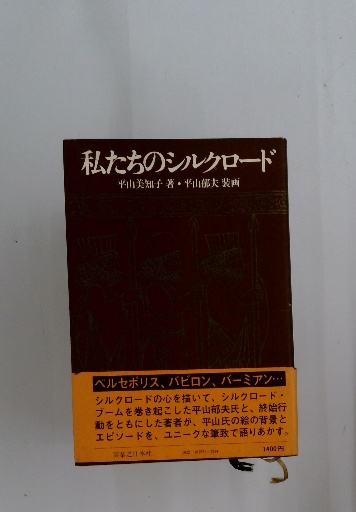 私たちのシルクロード
平山美知子 著・平山郁夫 装画
ペルセポリス、バビロン、バーミアン…
シルクロードの心を描いて、シルクロード・
ブームを巻き起こした平山郁夫氏と、終始行
動をともにした著者が、平山氏の絵の背景と
エピソードを、ユニークな筆致で語りあかす。
実業之日本社
1400円